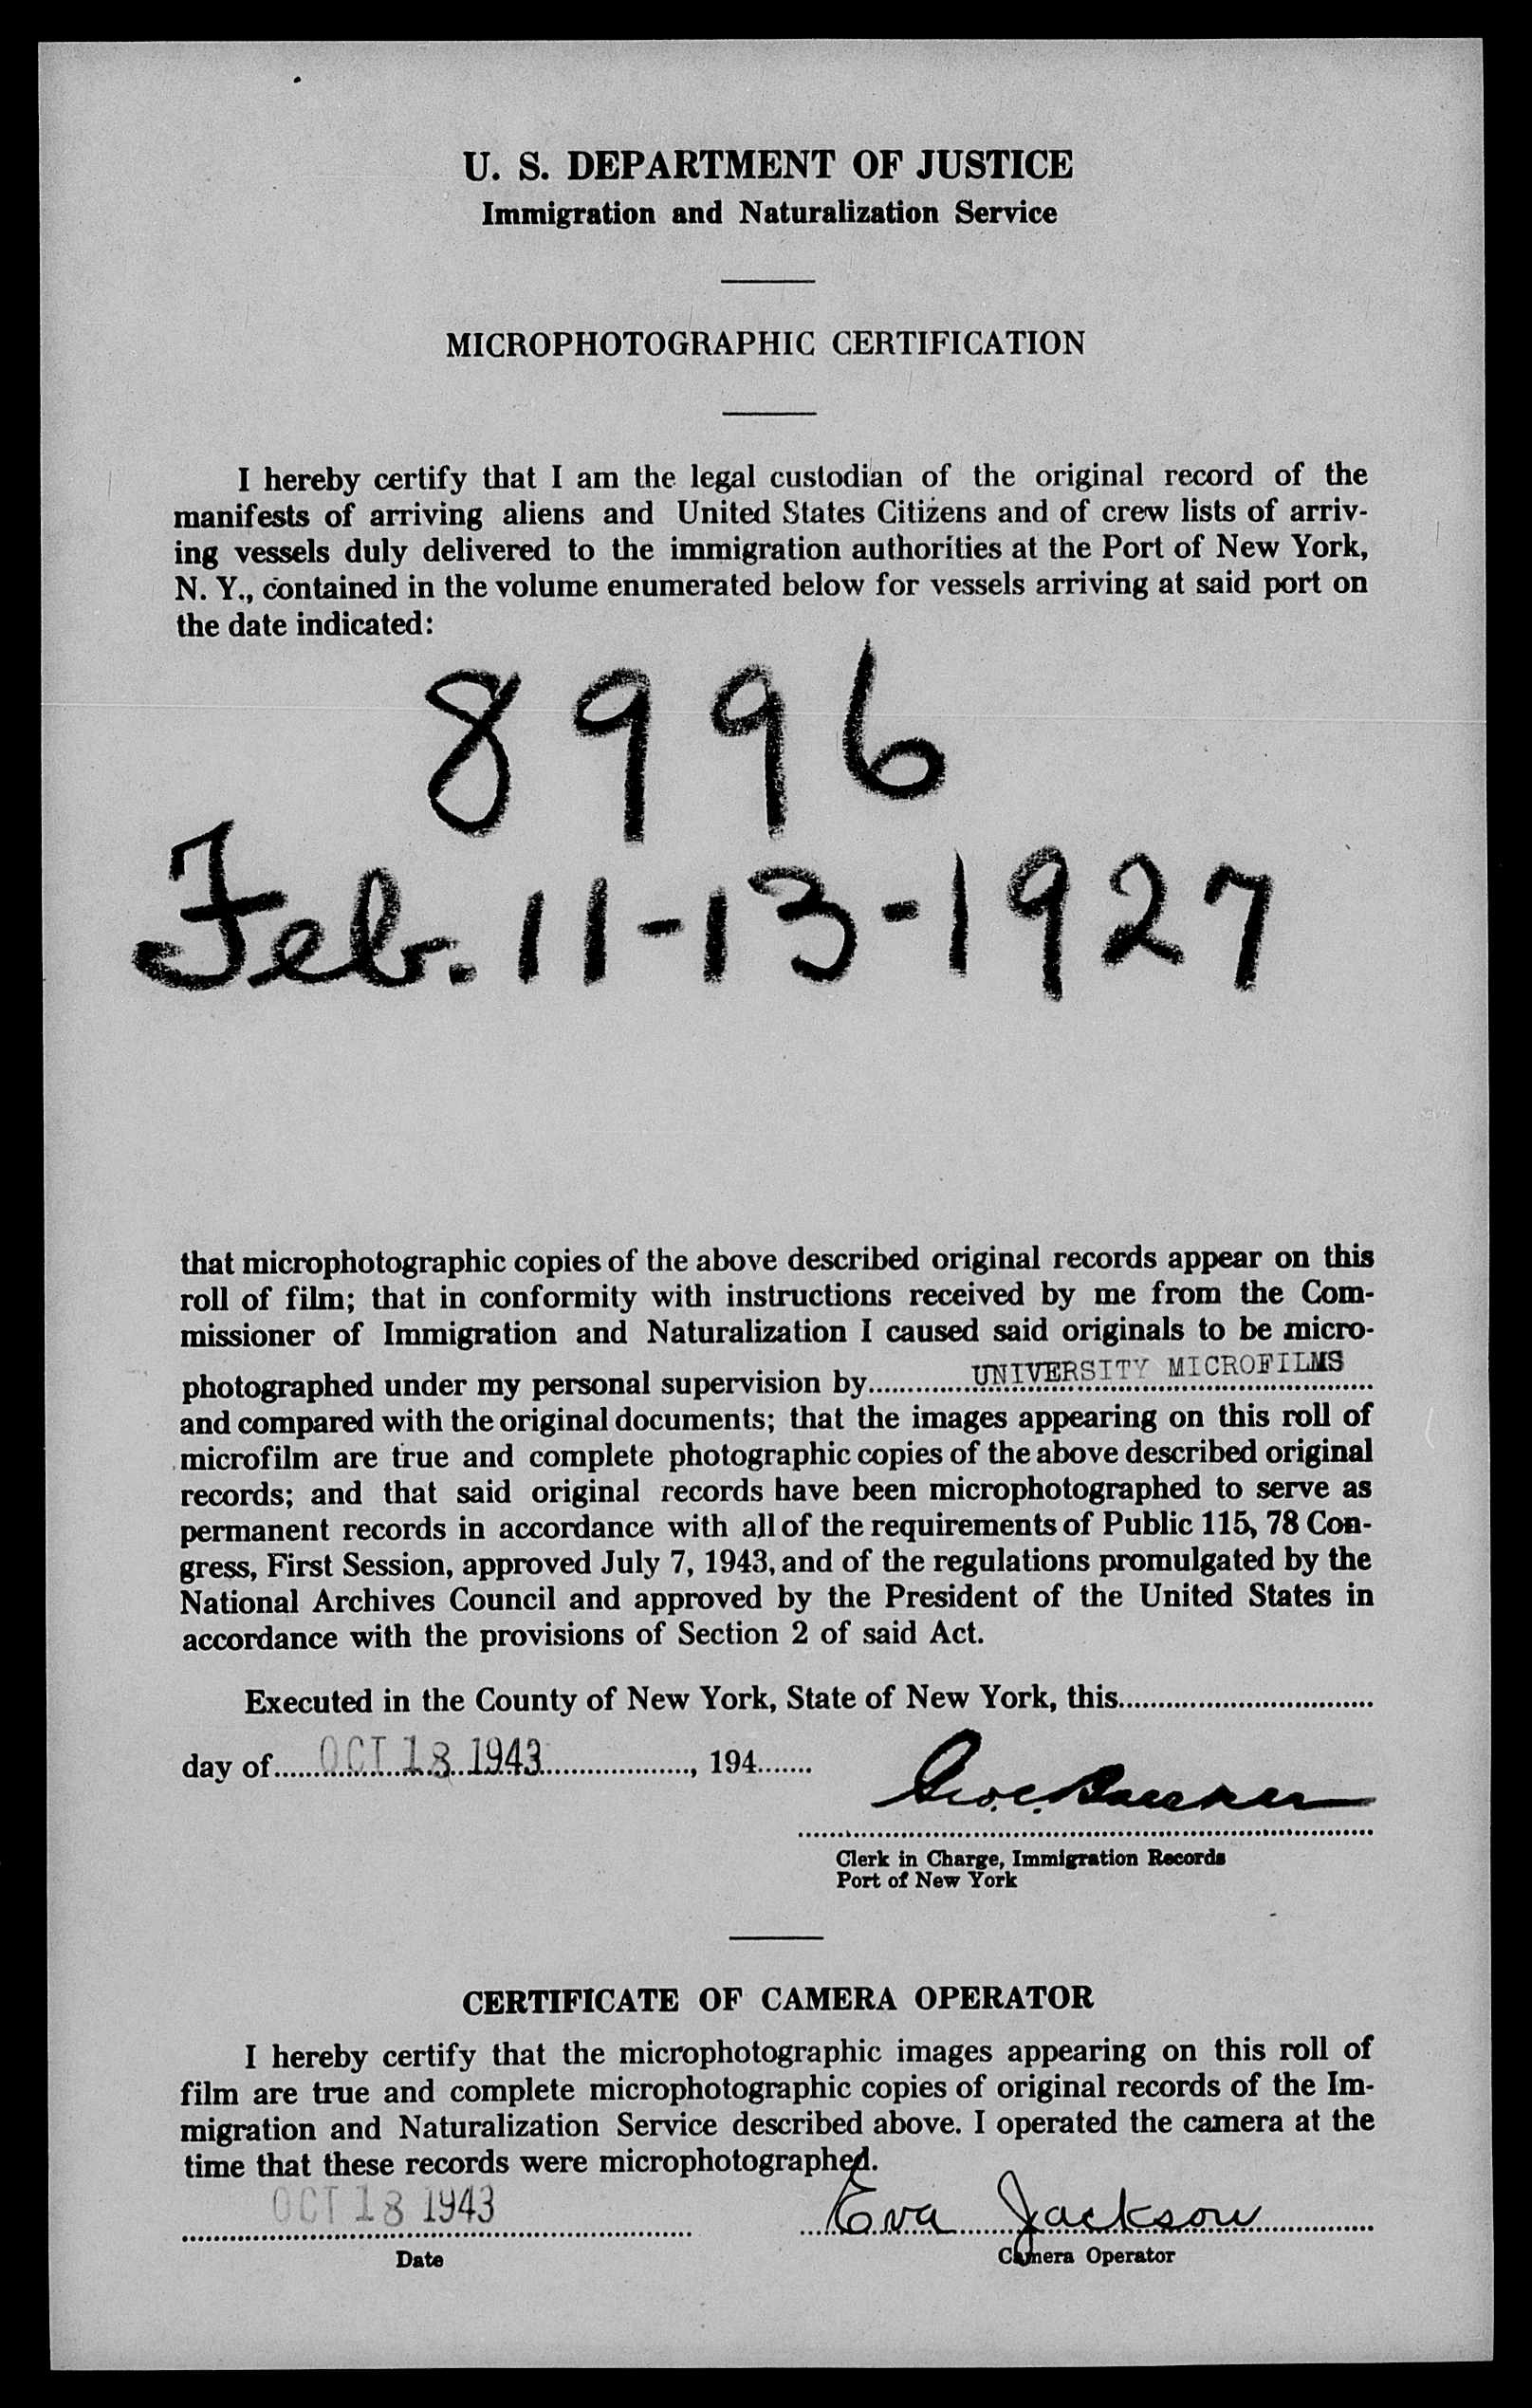 U. S. DEPARTMENT OF JUSTICE
Immigration and Naturalization Service
MICROPHOTOGRAPHIC CERTIFICATION
I hereby certify that I am the legal custodian of the original record of the
manifests of arriving aliens and United States Citizens and of crew lists of arriv-
ing vessels duly delivered to the immigration authorities at the Port of New York,
N. Y., contained in the volume enumerated below for vessels arriving at said port on
the date indicated:
8996
Feb. 11-13-1927
that microphotographic copies of the above described original records appear on this
roll of film; that in conformity with instructions received by me from the Com-
missioner of Immigration and Naturalization I caused said originals to be micro-
photographed under my personal supervision by UNIVERSITY MICROFILMS
and compared with the original documents; that the images appearing on this roll of
microfilm are true and complete photographic copies of the above described original
records; and that said original records have been microphotographed to serve as
permanent records in accordance with all of the requirements of Public 115, 78 Con-
gress, First Session, approved July 7, 1943, and of the regulations promulgated by the
National Archives Council and approved by the President of the United States in
accordance with the provisions of Section 2 of said Act.
Executed in the County of New York, State of New York, this
day of OCT 18 1943, 194
Clerk in Charge, Immigration Records
Port of New York
CERTIFICATE OF CAMERA OPERATOR
I hereby certify that the microphotographic images appearing on this roll of
film are true and complete microphotographic copies of original records of the Im-
migration and Naturalization Service described above. I operated the camera at the
time that these records were microphotographed.
OCT 18 1943 Eva Jackson
Date Camera Operator